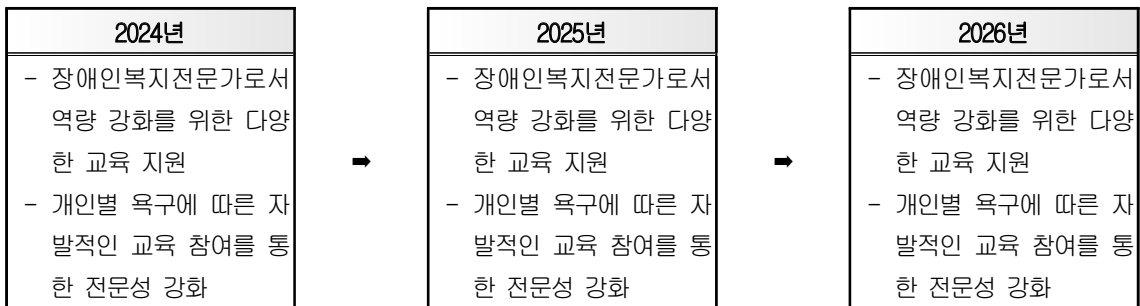 2024년
- 장애인복지전문가로서
역량 강화를 위한 다양
한 교육 지원
- 개인별 욕구에 따른 자
발적인 교육 참여를 통
한 전문성 강화
➡
2025년
- 장애인복지전문가로서
역량 강화를 위한 다양
한 교육 지원
- 개인별 욕구에 따른 자
발적인 교육 참여를 통
한 전문성 강화
➡
2026년
- 장애인복지전문가로서
역량 강화를 위한 다양
한 교육 지원
- 개인별 욕구에 따른 자
발적인 교육 참여를 통
한 전문성 강화